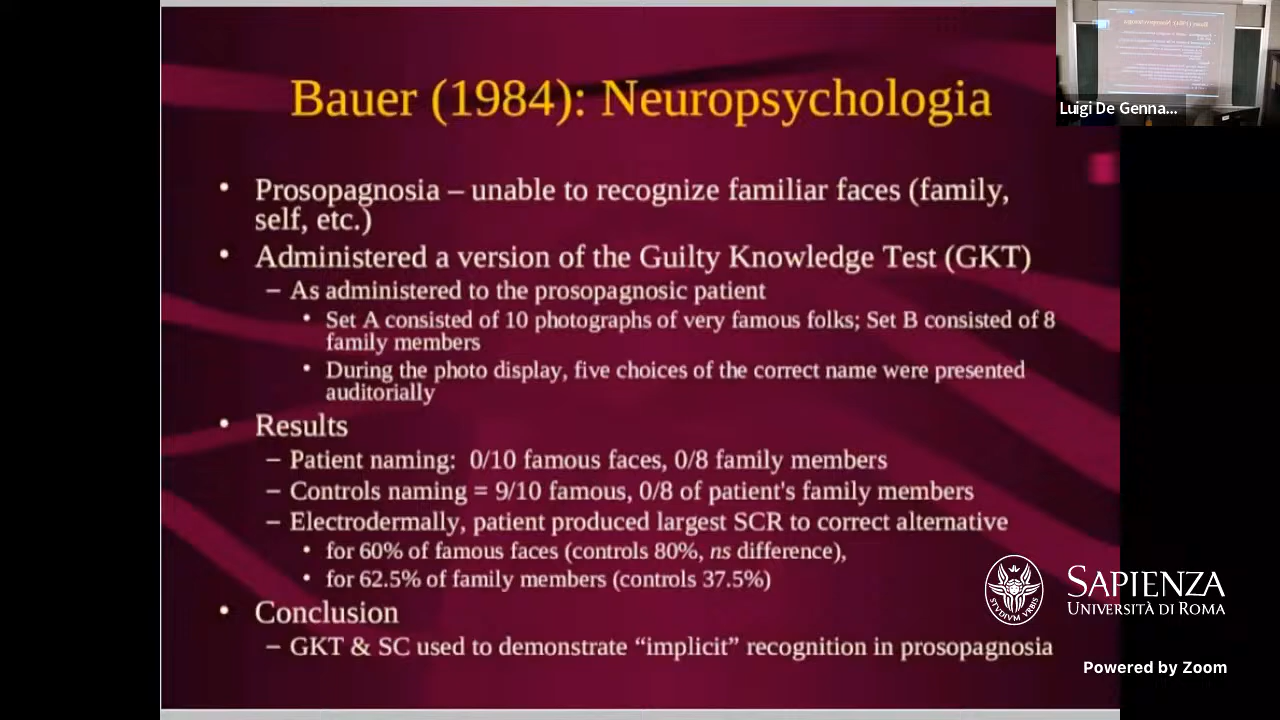 Bauer (1984): Neuropsychologia
• Prosopagnosia – unable to recognize familiar faces (family,
self, etc.)
• Administered a version of the Guilty Knowledge Test (GKT)
– As administered to the prosopagnosic patient
• Set A consisted of 10 photographs of very famous folks; Set B consisted of 8
family members
• During the photo display, five choices of the correct name were presented
auditorially
• Results
– Patient naming:  0/10 famous faces, 0/8 family members
– Controls naming = 9/10 famous, 0/8 of patient's family members
– Electrodermally, patient produced largest SCR to correct alternative
• for 60% of famous faces (controls 80%, ns difference),
• for 62.5% of family members (controls 37.5%)
• Conclusion
– GKT & SC used to demonstrate “implicit” recognition in prosopagnosia
Luigi De Genna...
STVDIVM VRBIS
SAPIENZA
UNIVERSITÀ DI ROMA
Powered by Zoom